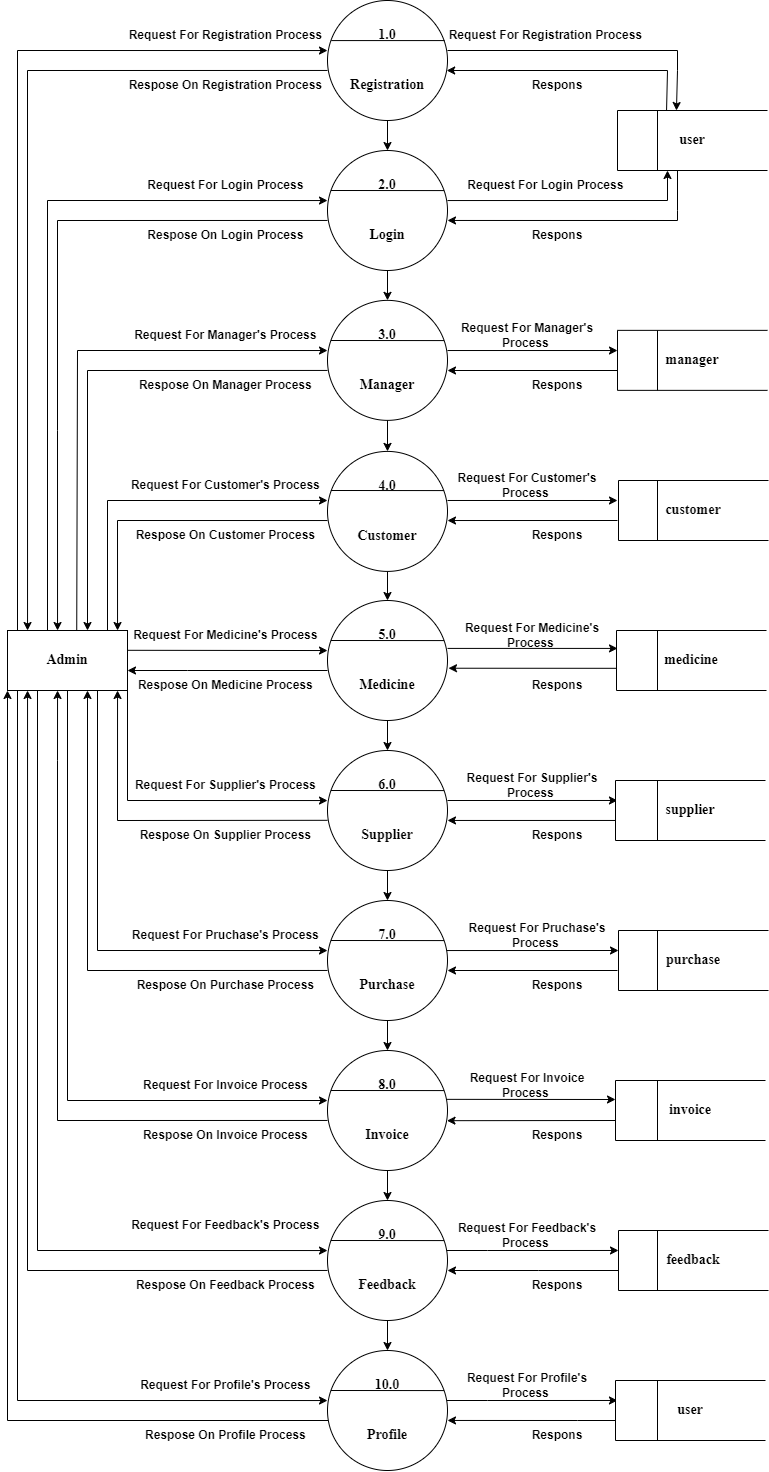 Request For Registration Process
1.0
Request For Registration Process
Respose On Registration Process
Registration
Respons
user
Request For Login Process
2.0
Request For Login Process
Respose On Login Process
Login
Respons
Request For Manager's Process
3.0
Request For Manager's
Process
manager
Respose On Manager Process
Manager
Respons
Request For Customer's Process
4.0
Request For Customer's
Process
customer
Respose On Customer Process
Customer
Respons
Admin
Request For Medicine's Process
5.0
Request For Medicine's
Process
medicine
Respose On Medicine Process
Medicine
Respons
Request For Supplier's Process
6.0
Request For Supplier's
Process
supplier
Respose On Supplier Process
Supplier
Respons
Request For Pruchase's Process
7.0
Request For Pruchase's
Process
purchase
Respose On Purchase Process
Purchase
Respons
Request For Invoice Process
8.0
Request For Invoice
Process
invoice
Respose On Invoice Process
Invoice
Respons
Request For Feedback's Process
9.0
Request For Feedback's
Process
feedback
Respose On Feedback Process
Feedback
Respons
Request For Profile's Process
10.0
Request For Profile's
Process
user
Respose On Profile Process
Profile
Respons